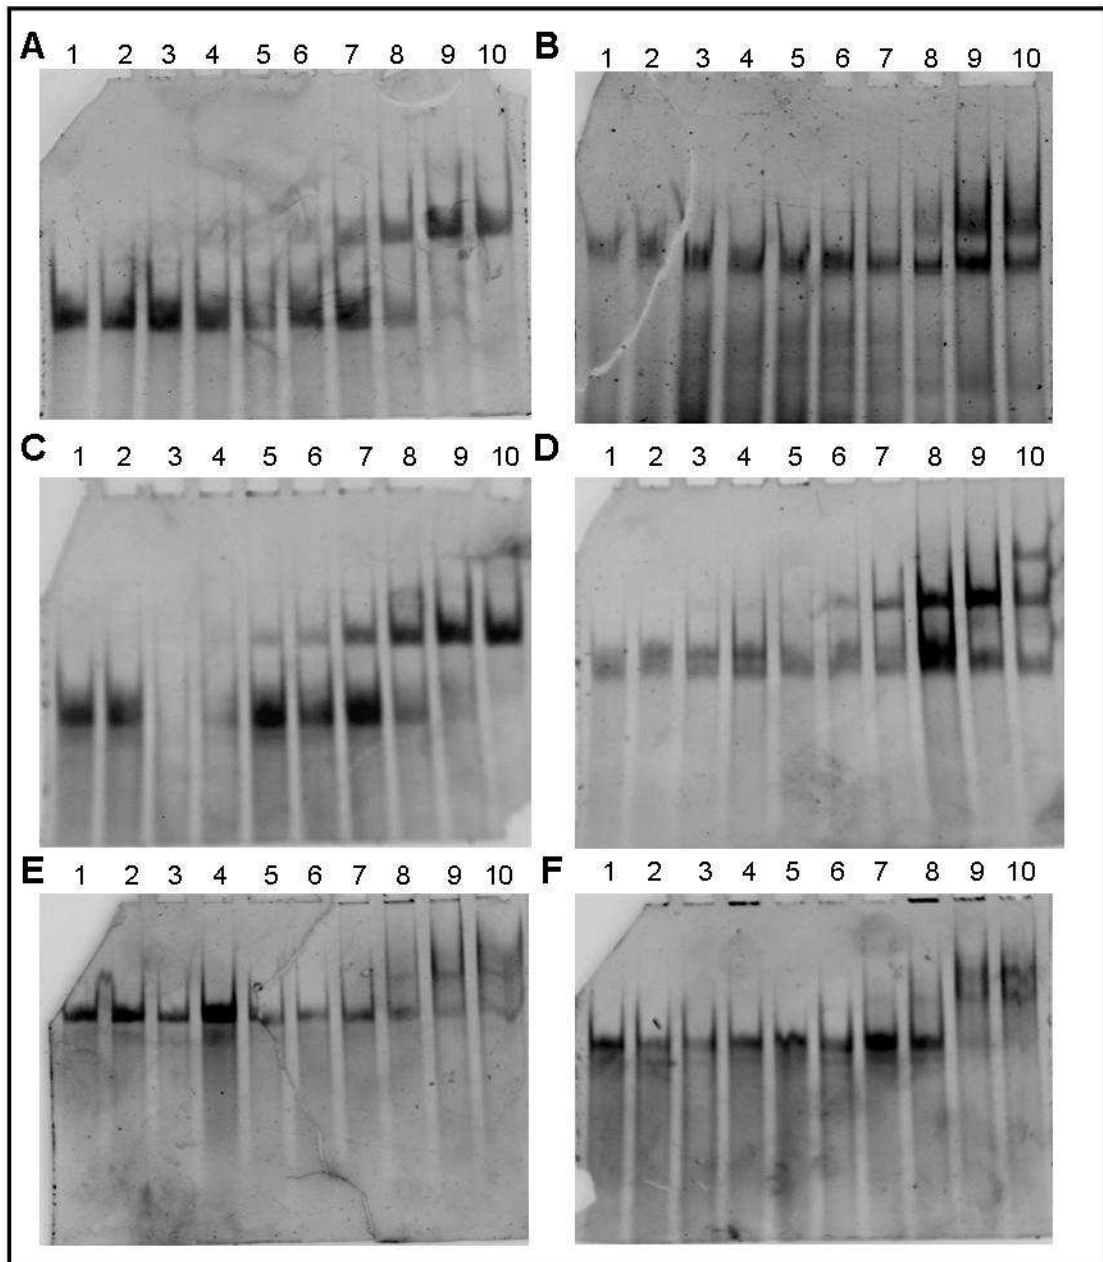 A 1 2 3 4 5 6 7 8 9 10
B 1 2 3 4 5 6 7 8 9 10
C 1 2 3 4 5 6 7 8 9 10
D 1 2 3 4 5 6 7 8 9 10
E 1 2 3 4 5 6 7 8 9 10
F 1 2 3 4 5 6 7 8 9 10